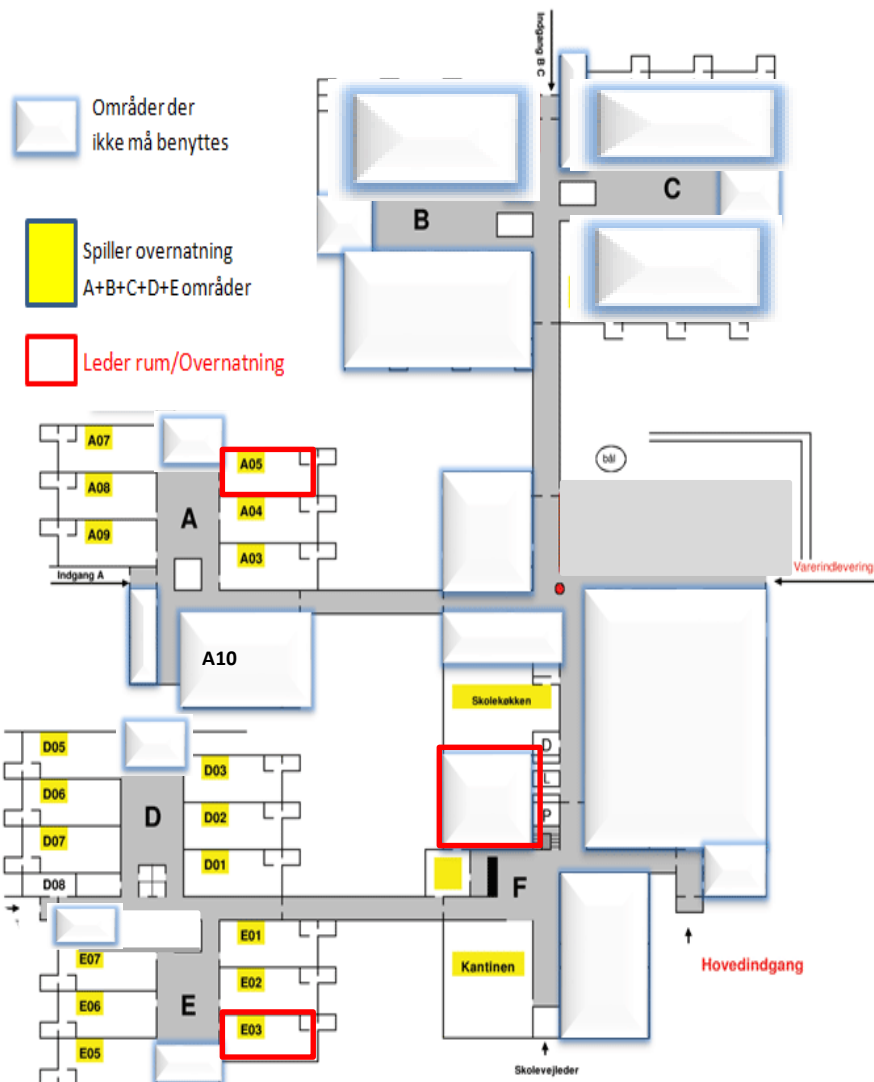 Indgang B C
Områder der
ikke må benyttes
B
C
Spiller overnatning
A+B+C+D+E områder
Leder rum/Overnatning
A07
A08
A09
A
A05
A04
A03
bål
Indgang A
Varerindlevering
A10
Skolekøkken
D
L
P
D05
D06
D07
D08
D
D03
D02
D01
F
E07
E06
E05
E
E01
E02
E03
Kantinen
Hovedindgang
Skolevejleder